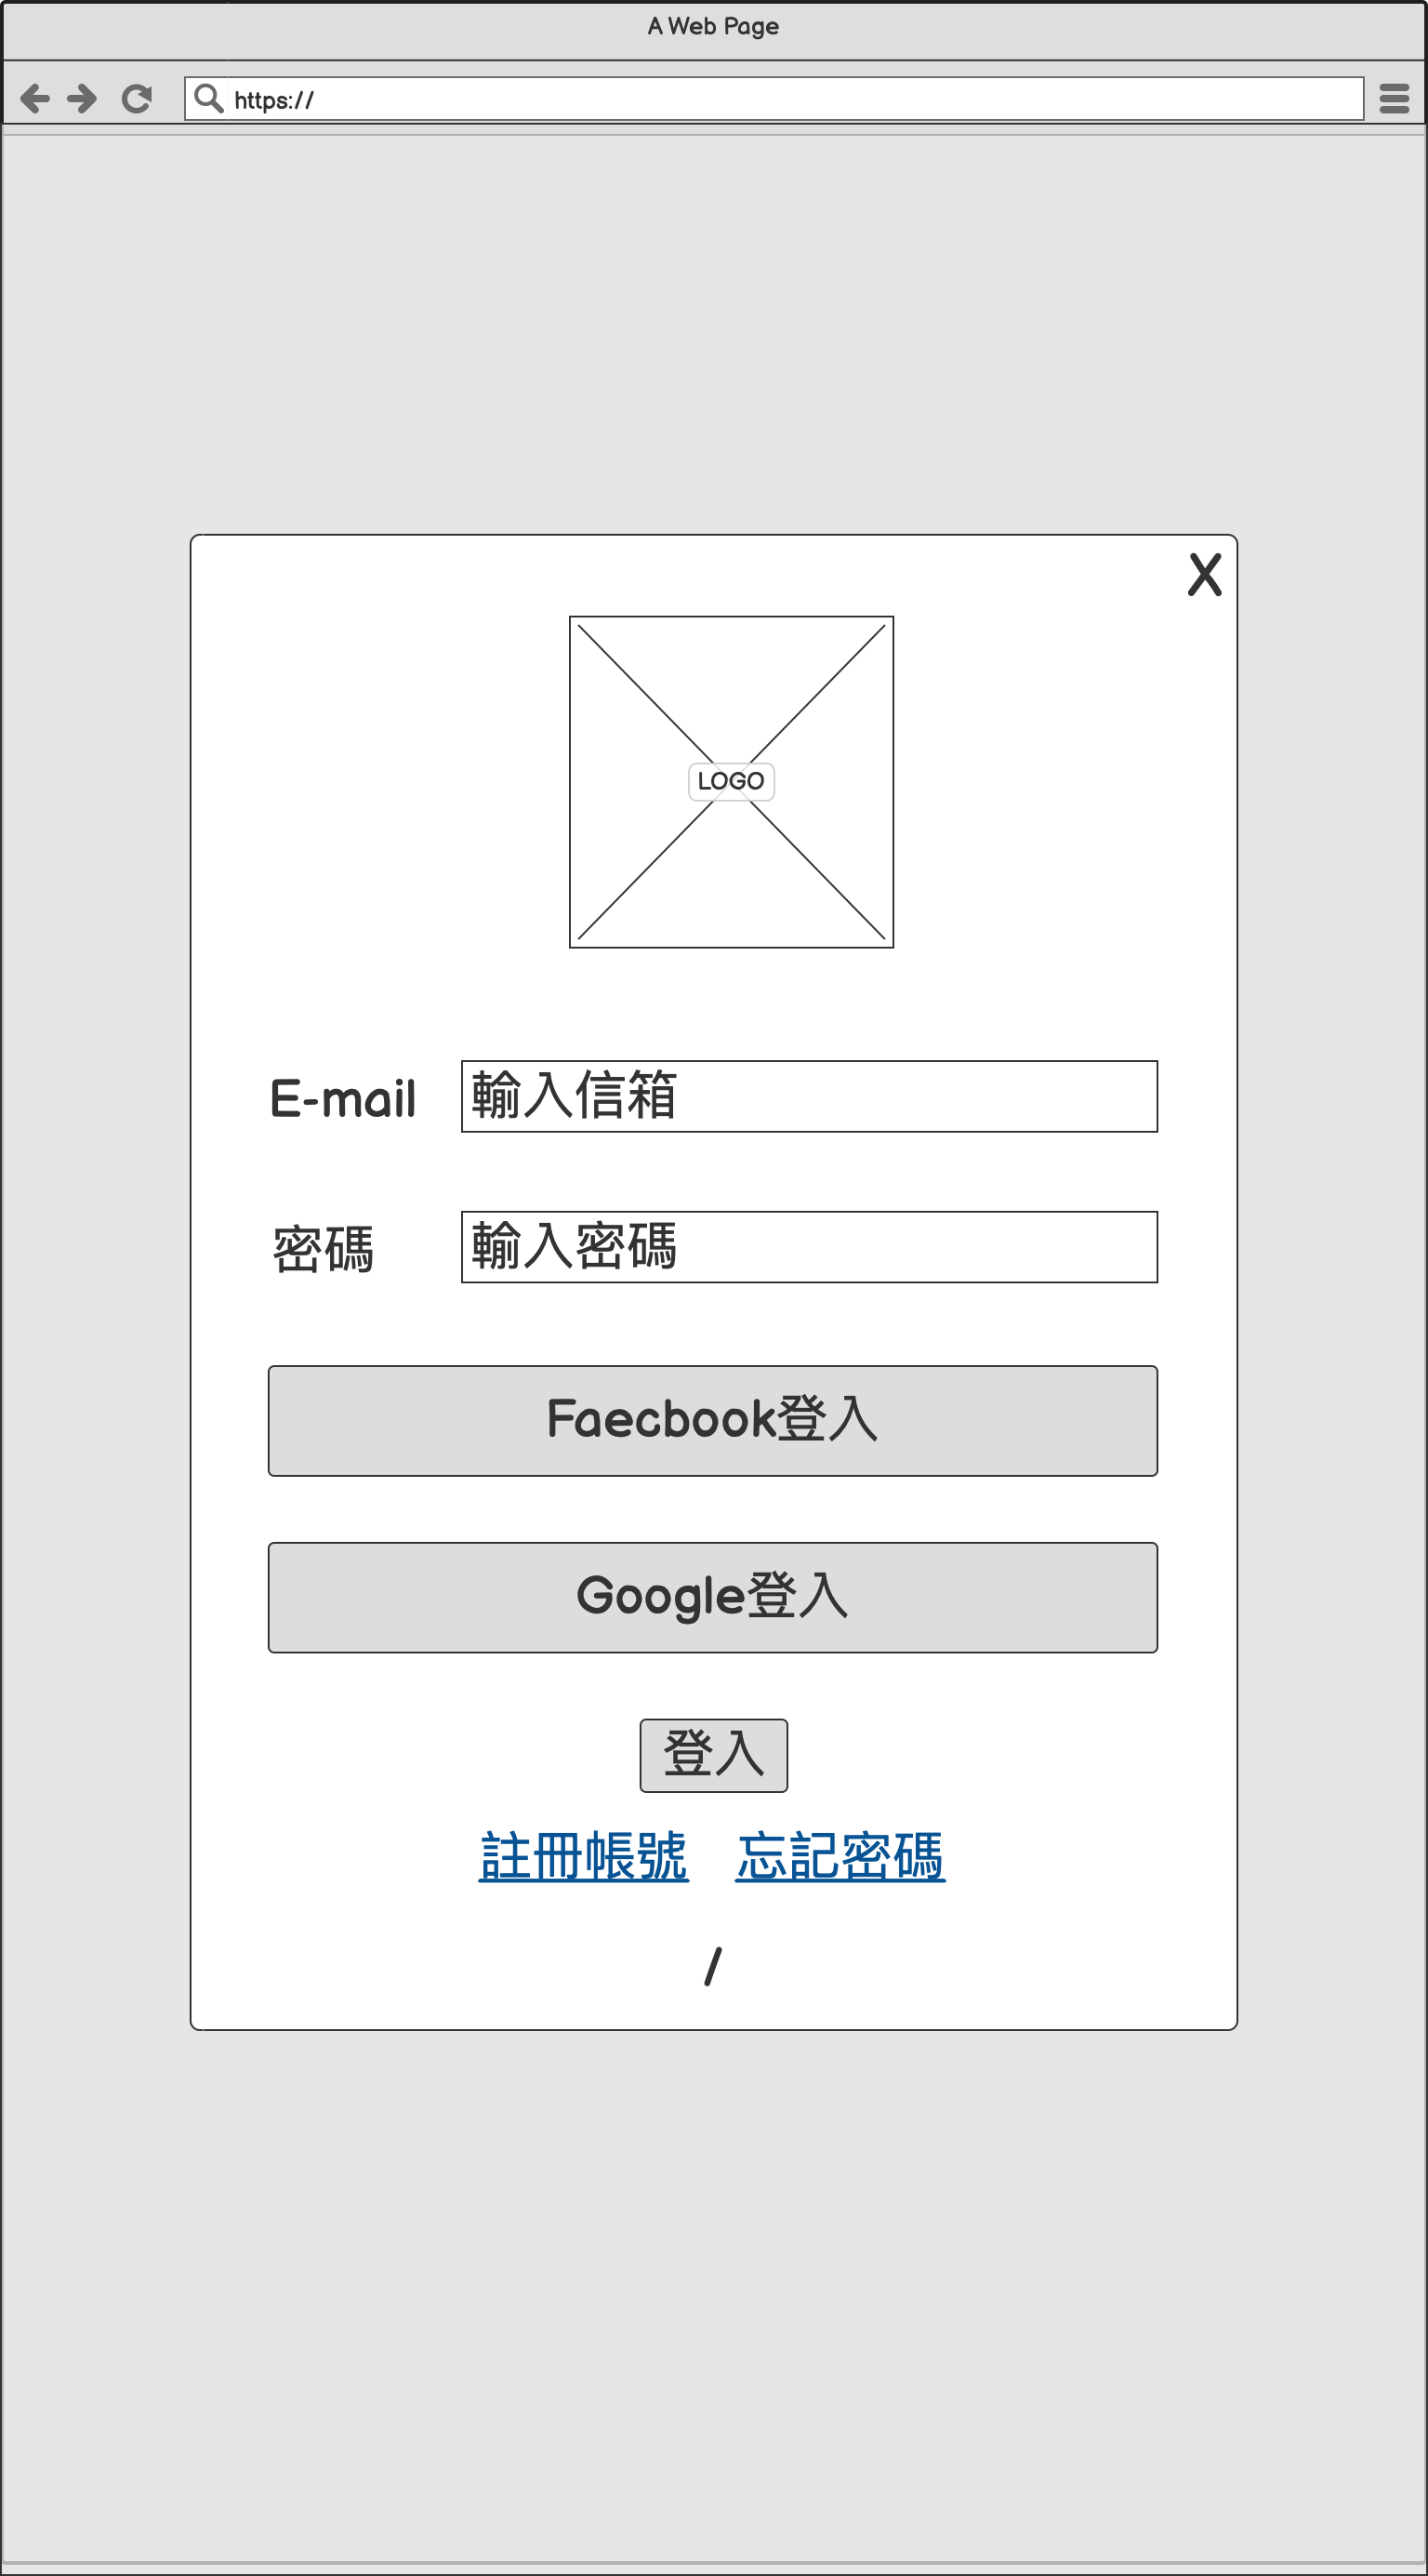 A Web Page
https://
X
LOGO
E-mail 輸入信箱
密碼 輸入密碼
Faecbook登入
Google登入
登入
註冊帳號 忘記密碼
/